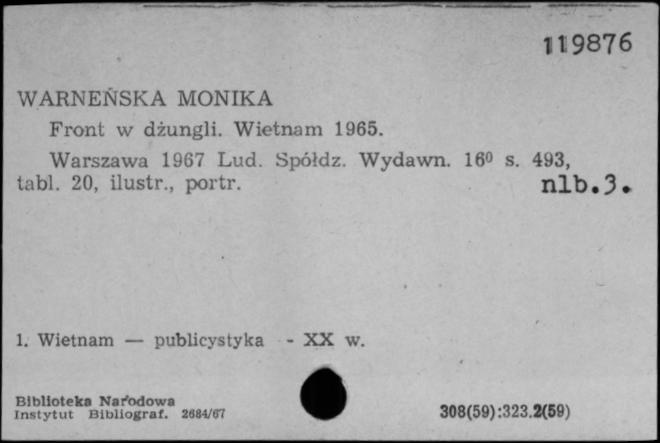 119876
WARNEŃSKA MONIKA
Front w dżungli. Wietnam 1965.
Warszawa 1967 Lud. Spółdz. Wydawn. 16⁰ s. 493,
tabl. 20, ilustr., portr. nlb.3.
1. Wietnam — publicystyka - XX w.
Biblioteka Narodowa
Instytut Bibliograf. 2684/67
308(59):323.2(59)